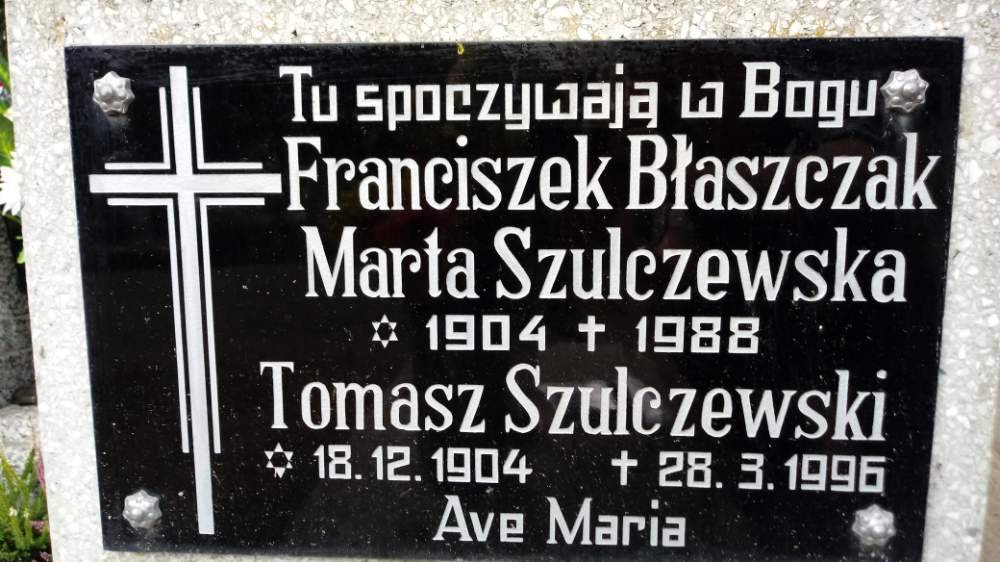 Tu spoczywają w Bogu
Franciszek Błaszczak
Marta Szulczewska
✡ 1904 ✝ 1988
Tomasz Szulczewski
✡ 18.12.1904 ✝ 28.3.1996
Ave Maria